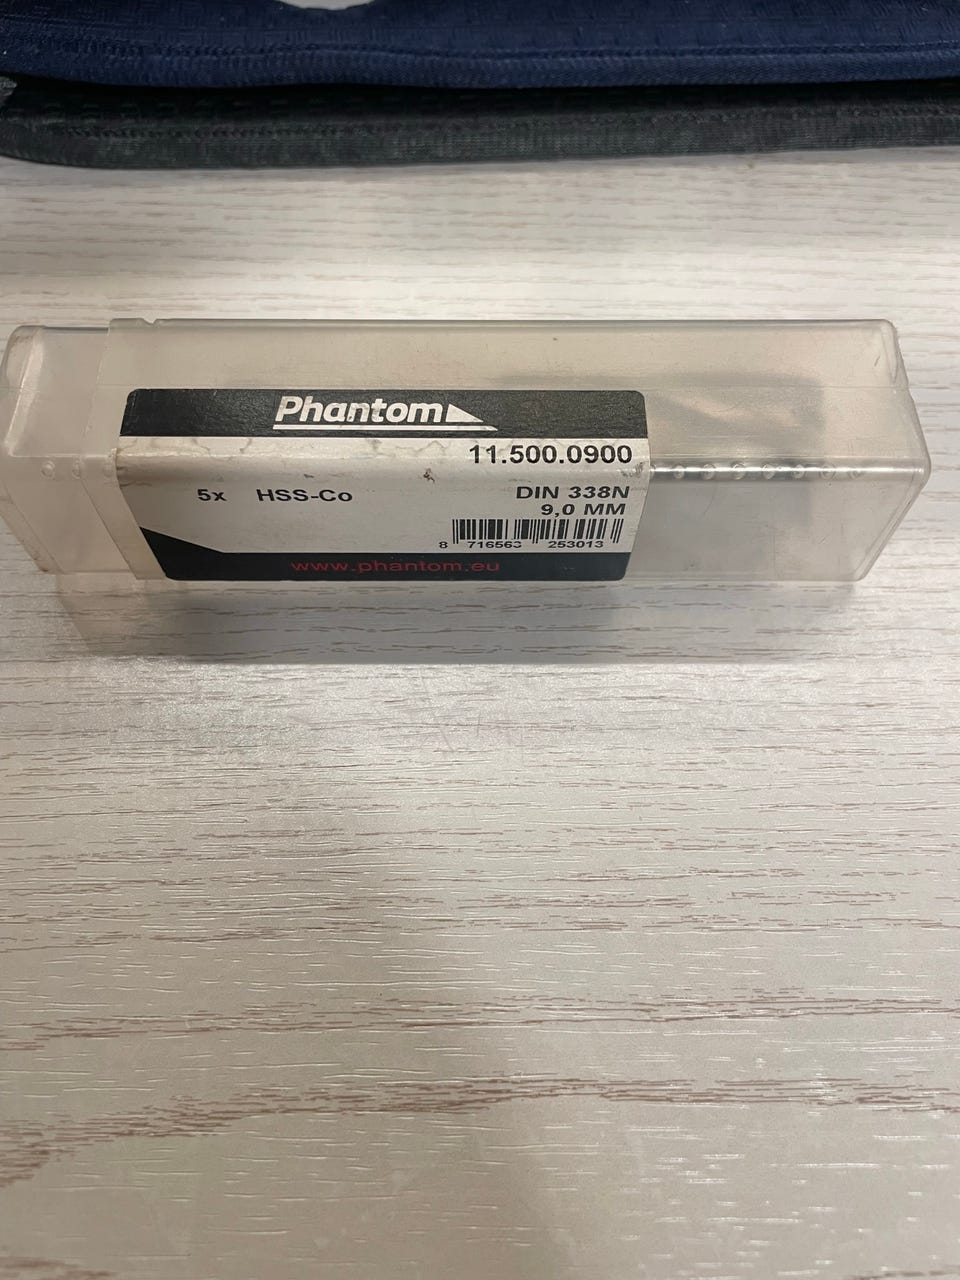 Phantom
11.500.0900
5x HSS-Co DIN 338N
9,0 MM
8 716563 253013
www.phantom.eu